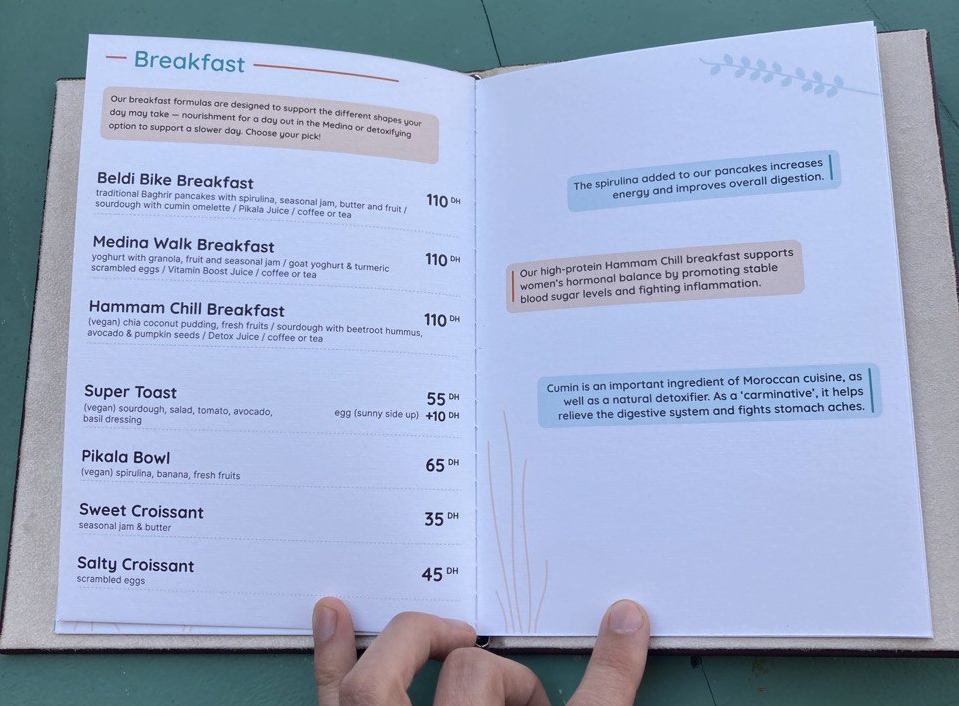 Breakfast
Our breakfast formulas are designed to support the different shapes your
day may take — nourishment for a day out in the Medina or detoxifying
option to support a slower day. Choose your pick!
Beldi Bike Breakfast
110 DH
traditional Baghrir pancakes with spirulina, seasonal jam, butter and fruit /
sourdough with cumin omelette / Pikala Juice / coffee or tea
Medina Walk Breakfast
110 DH
yoghurt with granola, fruit and seasonal jam / goat yoghurt & turmeric
scrambled eggs / Vitamin Boost Juice / coffee or tea
Hammam Chill Breakfast
110 DH
(vegan) chia coconut pudding, fresh fruits / sourdough with beetroot hummus,
avocado & pumpkin seeds / Detox Juice / coffee or tea
Super Toast
55 DH
(vegan) sourdough, salad, tomato, avocado,
basil dressing
egg (sunny side up) +10 DH
Pikala Bowl
65 DH
(vegan) spirulina, banana, fresh fruits
Sweet Croissant
35 DH
seasonal jam & butter
Salty Croissant
45 DH
scrambled eggs
The spirulina added to our pancakes increases
energy and improves overall digestion.
Our high-protein Hammam Chill breakfast supports
women's hormonal balance by promoting stable
blood sugar levels and fighting inflammation.
Cumin is an important ingredient of Moroccan cuisine, as
well as a natural detoxifier. As a 'carminative', it helps
relieve the digestive system and fights stomach aches.